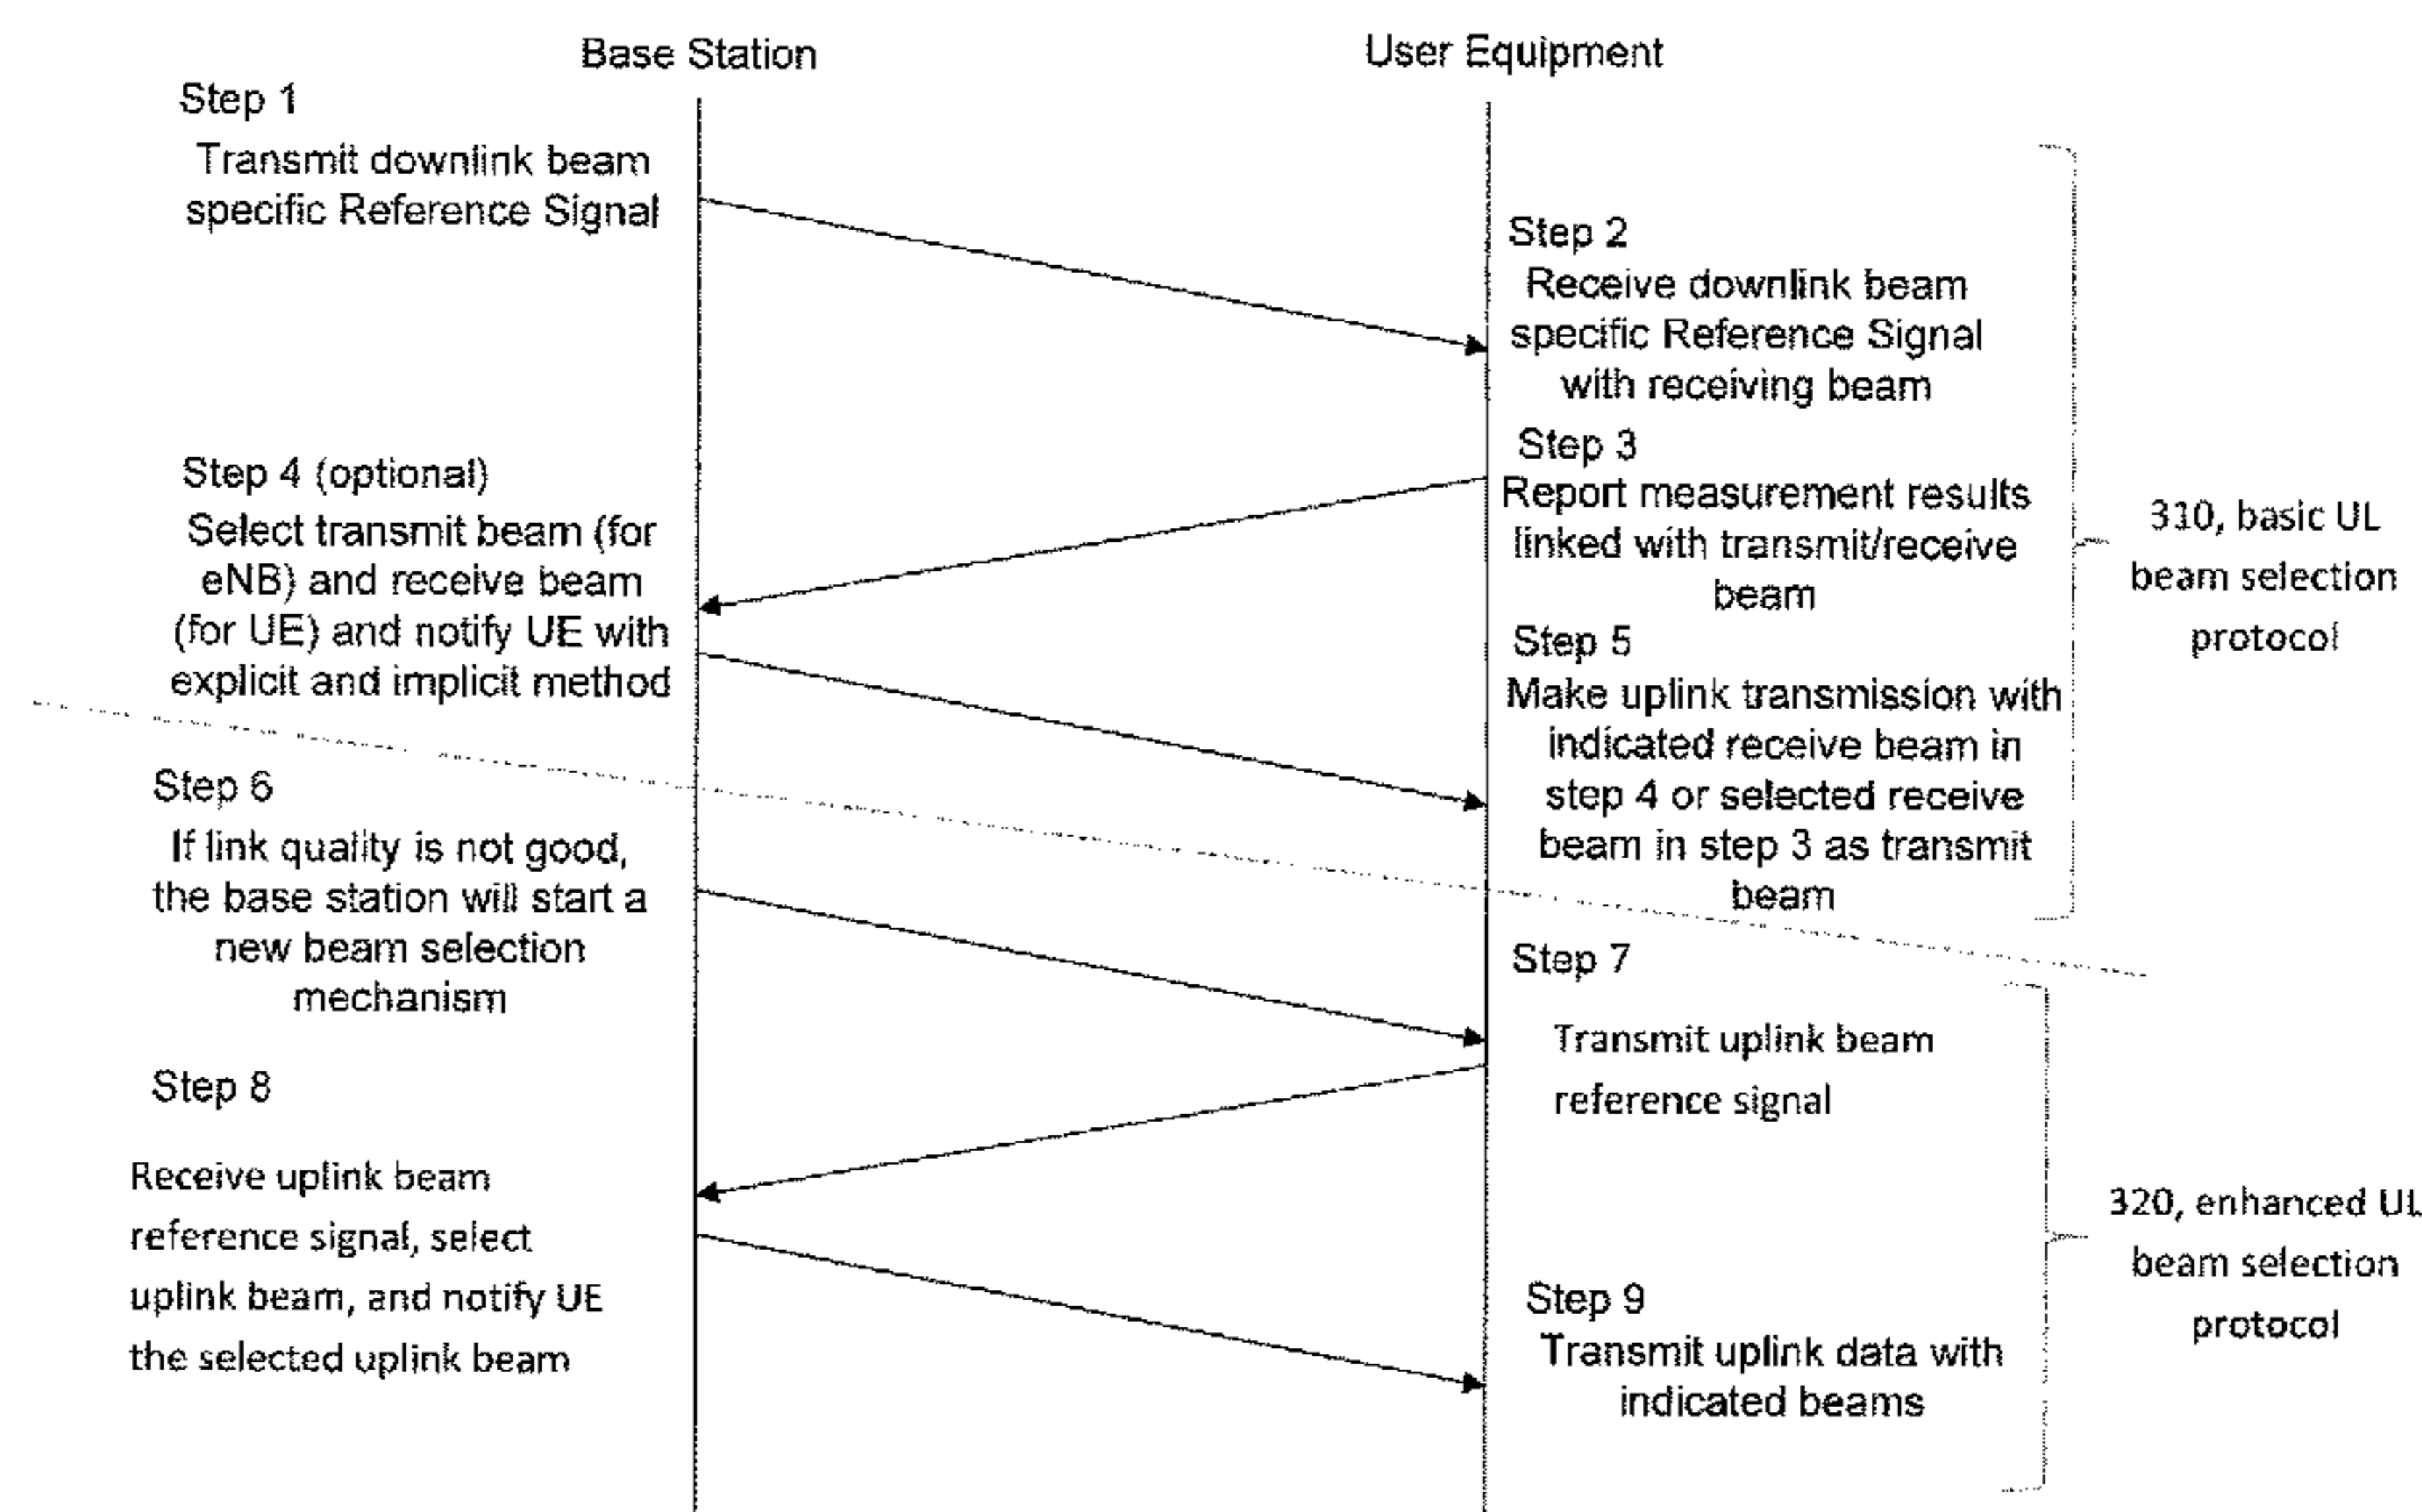 Base Station
User Equipment
Step 1
Transmit downlink beam
specific Reference Signal
Step 2
Receive downlink beam
specific Reference Signal
with receiving beam
Step 3
Report measurement results
linked with transmit/receive
beam
Step 4 (optional)
Select transmit beam (for
eNB) and receive beam
(for UE) and notify UE with
explicit and implicit method
Step 5
Make uplink transmission with
indicated receive beam in
step 4 or selected receive
beam in step 3 as transmit
beam
310, basic UL
beam selection
protocol
Step 6
If link quality is not good,
the base station will start a
new beam selection
mechanism
Step 7
Transmit uplink beam
reference signal
Step 8
Receive uplink beam
reference signal, select
uplink beam, and notify UE
the selected uplink beam
Step 9
Transmit uplink data with
indicated beams
320, enhanced UL
beam selection
protocol